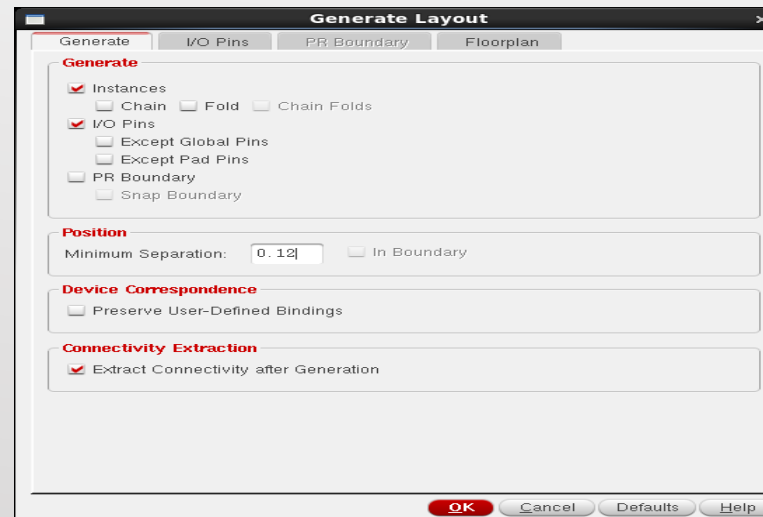 Generate Layout
Generate I/O Pins PR Boundary Floorplan
Generate
Instances
Chain Fold Chain Folds
I/O Pins
Except Global Pins
Except Pad Pins
PR Boundary
Snap Boundary
Position
Minimum Separation: 0.12 In Boundary
Device Correspondence
Preserve User-Defined Bindings
Connectivity Extraction
Extract Connectivity after Generation
OK Cancel Defaults Help